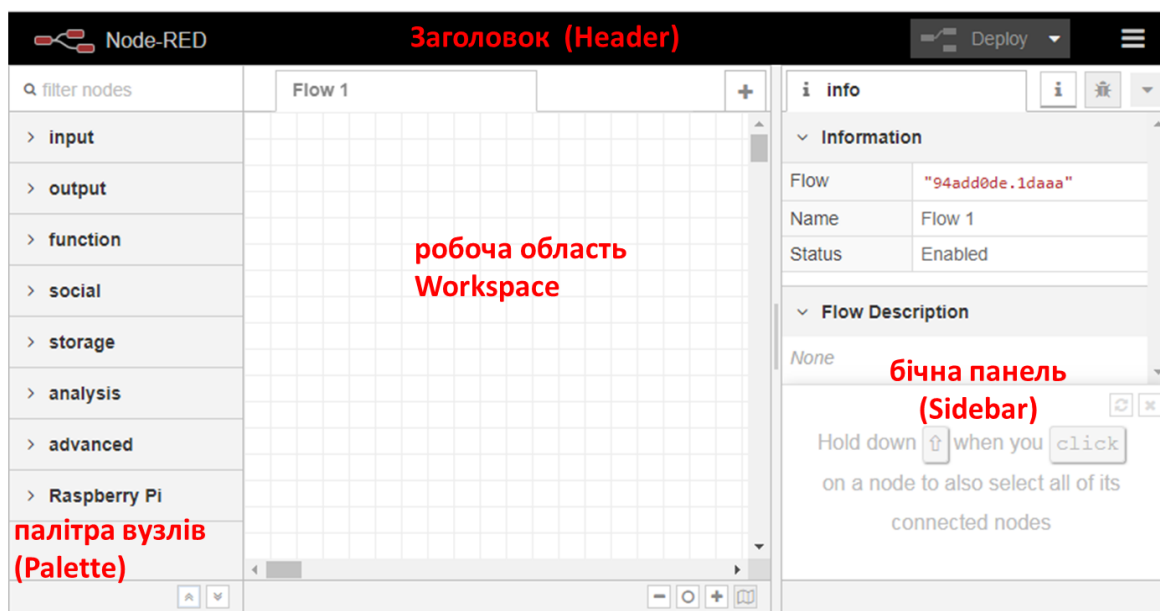 Node-RED
Заголовок (Header)
Deploy
filter nodes
Flow 1
info
input
output
function
social
storage
analysis
advanced
Raspberry Pi
палітра вузлів
(Palette)
робоча область
Workspace
Information
Flow "94add0de.1daaa"
Name Flow 1
Status Enabled
Flow Description
None
бічна панель
(Sidebar)
Hold down ⇧ when you click
on a node to also select all of its
connected nodes